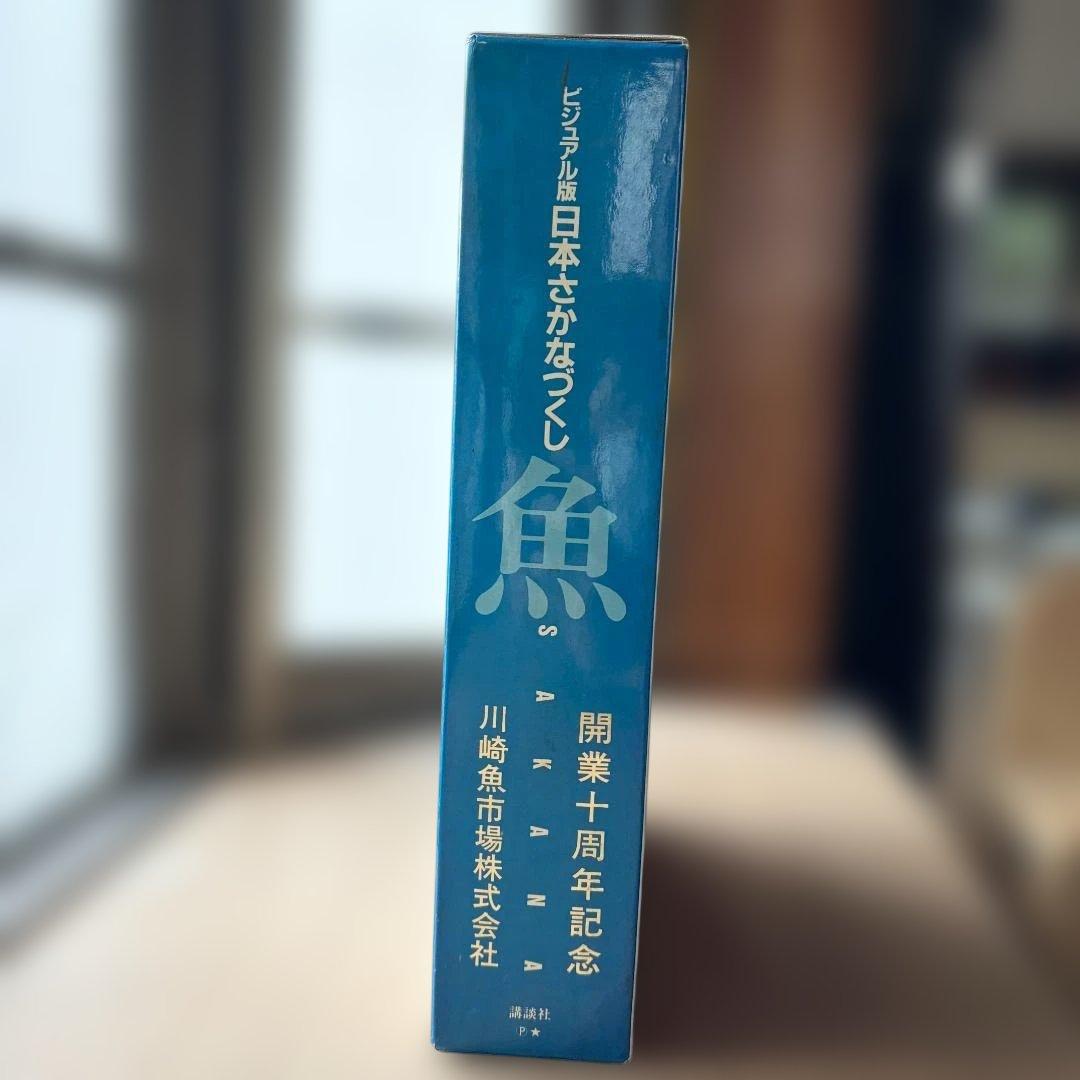 ビジュアル版 日本さかなづくし
魚
SAKANA
開業十周年記念
川崎魚市場株式会社
講談社
P★